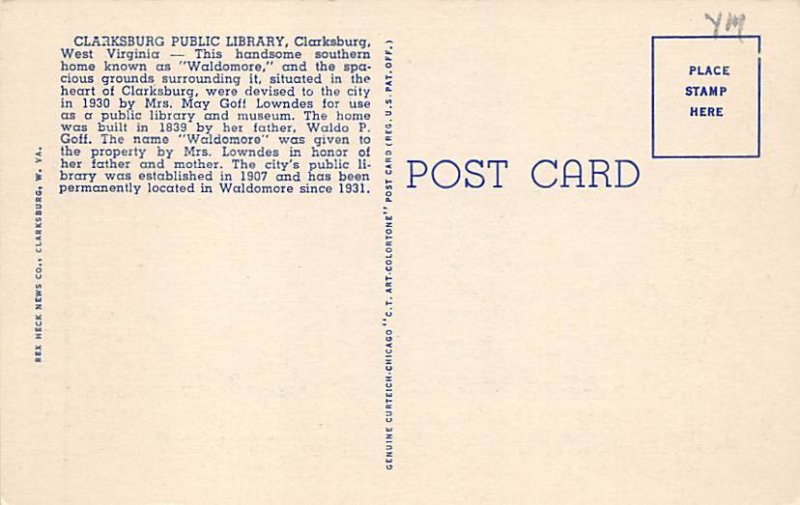 CLARKSBURG PUBLIC LIBRARY, Clarksburg,
West Virginia — This handsome southern
home known as "Waldomore," and the spa-
cious grounds surrounding it, situated in the
heart of Clarksburg, were devised to the city
in 1930 by Mrs. May Goff Lowndes for use
as a public library and museum. The home
was built in 1839 by her father, Waldo P.
Goff. The name "Waldomore" was given to
the property by Mrs. Lowndes in honor of
her father and mother. The city's public li-
brary was established in 1907 and has been
permanently located in Waldomore since 1931.
REX HECK NEWS CO., CLARKSBURG, W. VA.
GENUINE CURTEICH-CHICAGO "C.T. ART-COLORTONE" POST CARD (REG. U.S. PAT. OFF.)
POST CARD
PLACE
STAMP
HERE